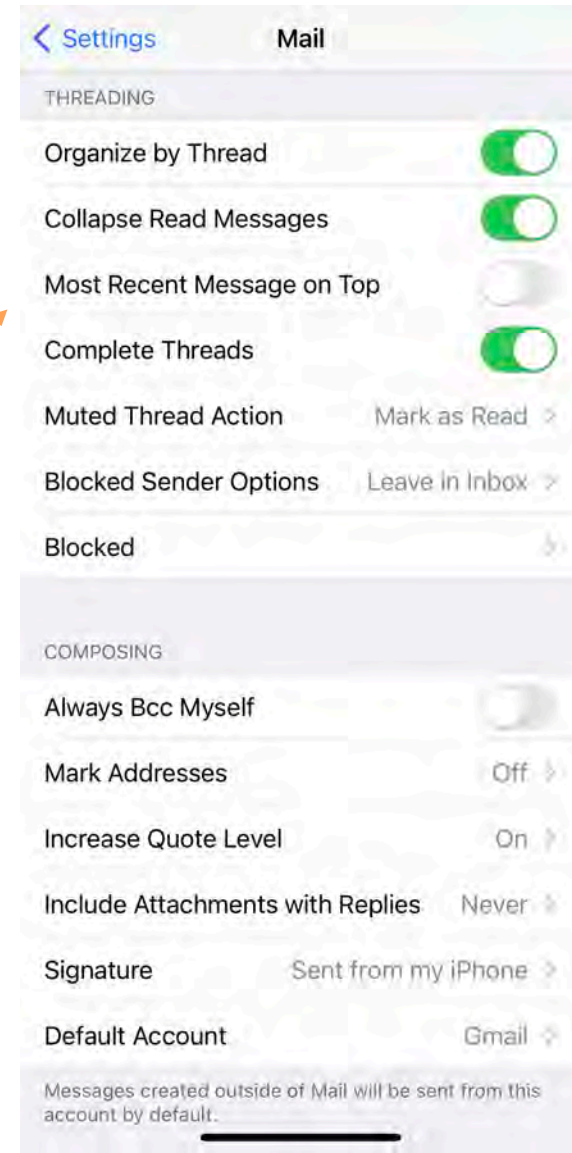 Settings Mail
THREADING
Organize by Thread
Collapse Read Messages
Most Recent Message on Top
Complete Threads
Muted Thread Action Mark as Read
Blocked Sender Options Leave in Inbox
Blocked
COMPOSING
Always Bcc Myself
Mark Addresses Off
Increase Quote Level On
Include Attachments with Replies Never
Signature Sent from my iPhone
Default Account Gmail
Messages created outside of Mail will be sent from this
account by default.